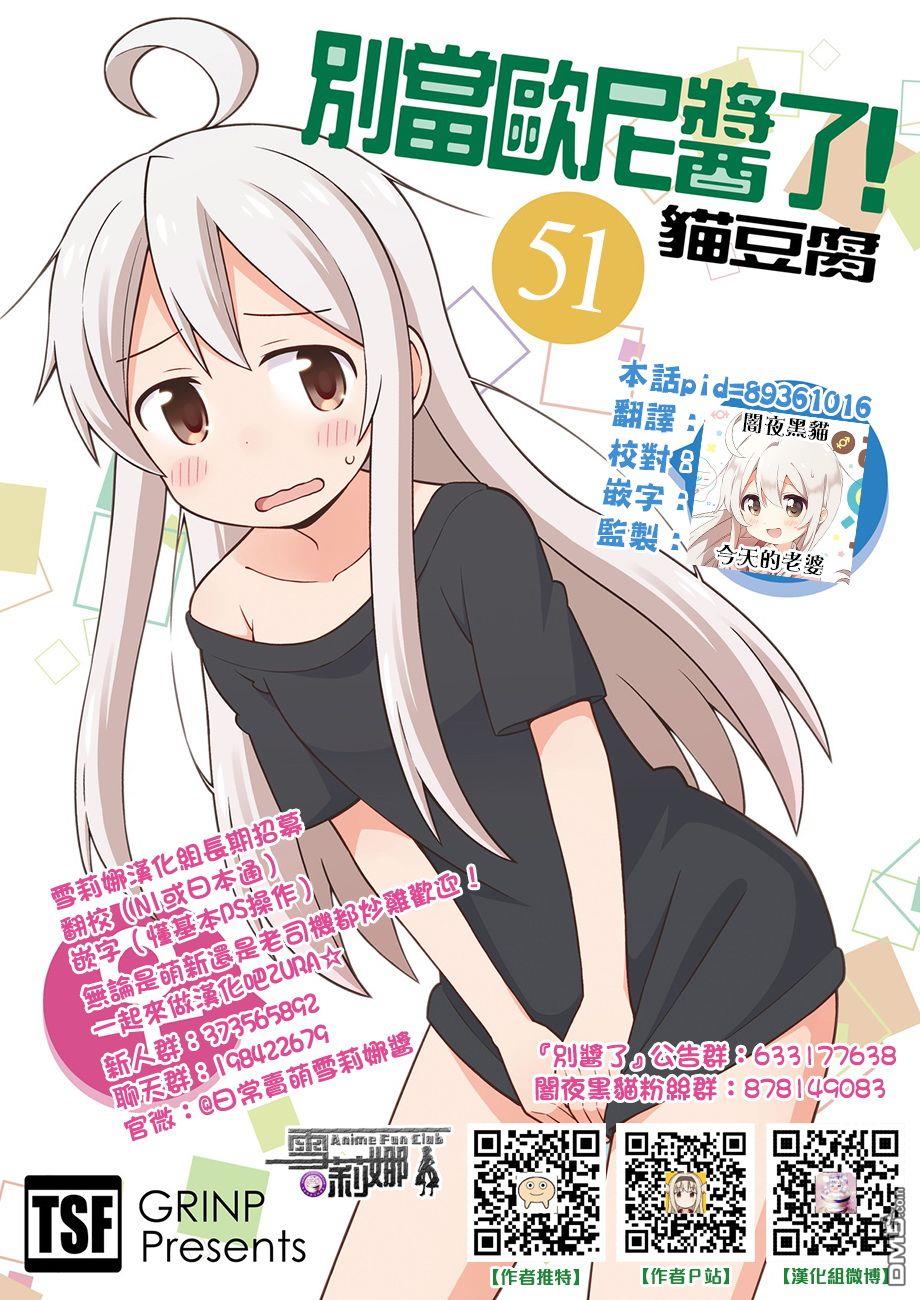 別當歐尼醬了!
貓豆腐
51
本話pid=89361016
翻譯:
校對:
嵌字:
監製:
闇夜黑貓
今天的老婆
雪莉娜漢化組長期招募
翻校(N1或日本通)
嵌字(懂基本PS操作)
無論是萌新還是老司機都炒雞歡迎!
一起來做漢化吧ZURA☆
新人群:373565892
聊天群:198422679
官微:@日常賣萌雪莉娜醬
『別醬了』公告群:633177638
闇夜黑貓粉絲群:878149083
Anime Fun Club
雪莉娜
TSF
GRINP
Presents
【作者推特】
【作者P站】
【漢化組微博】
DM5.com